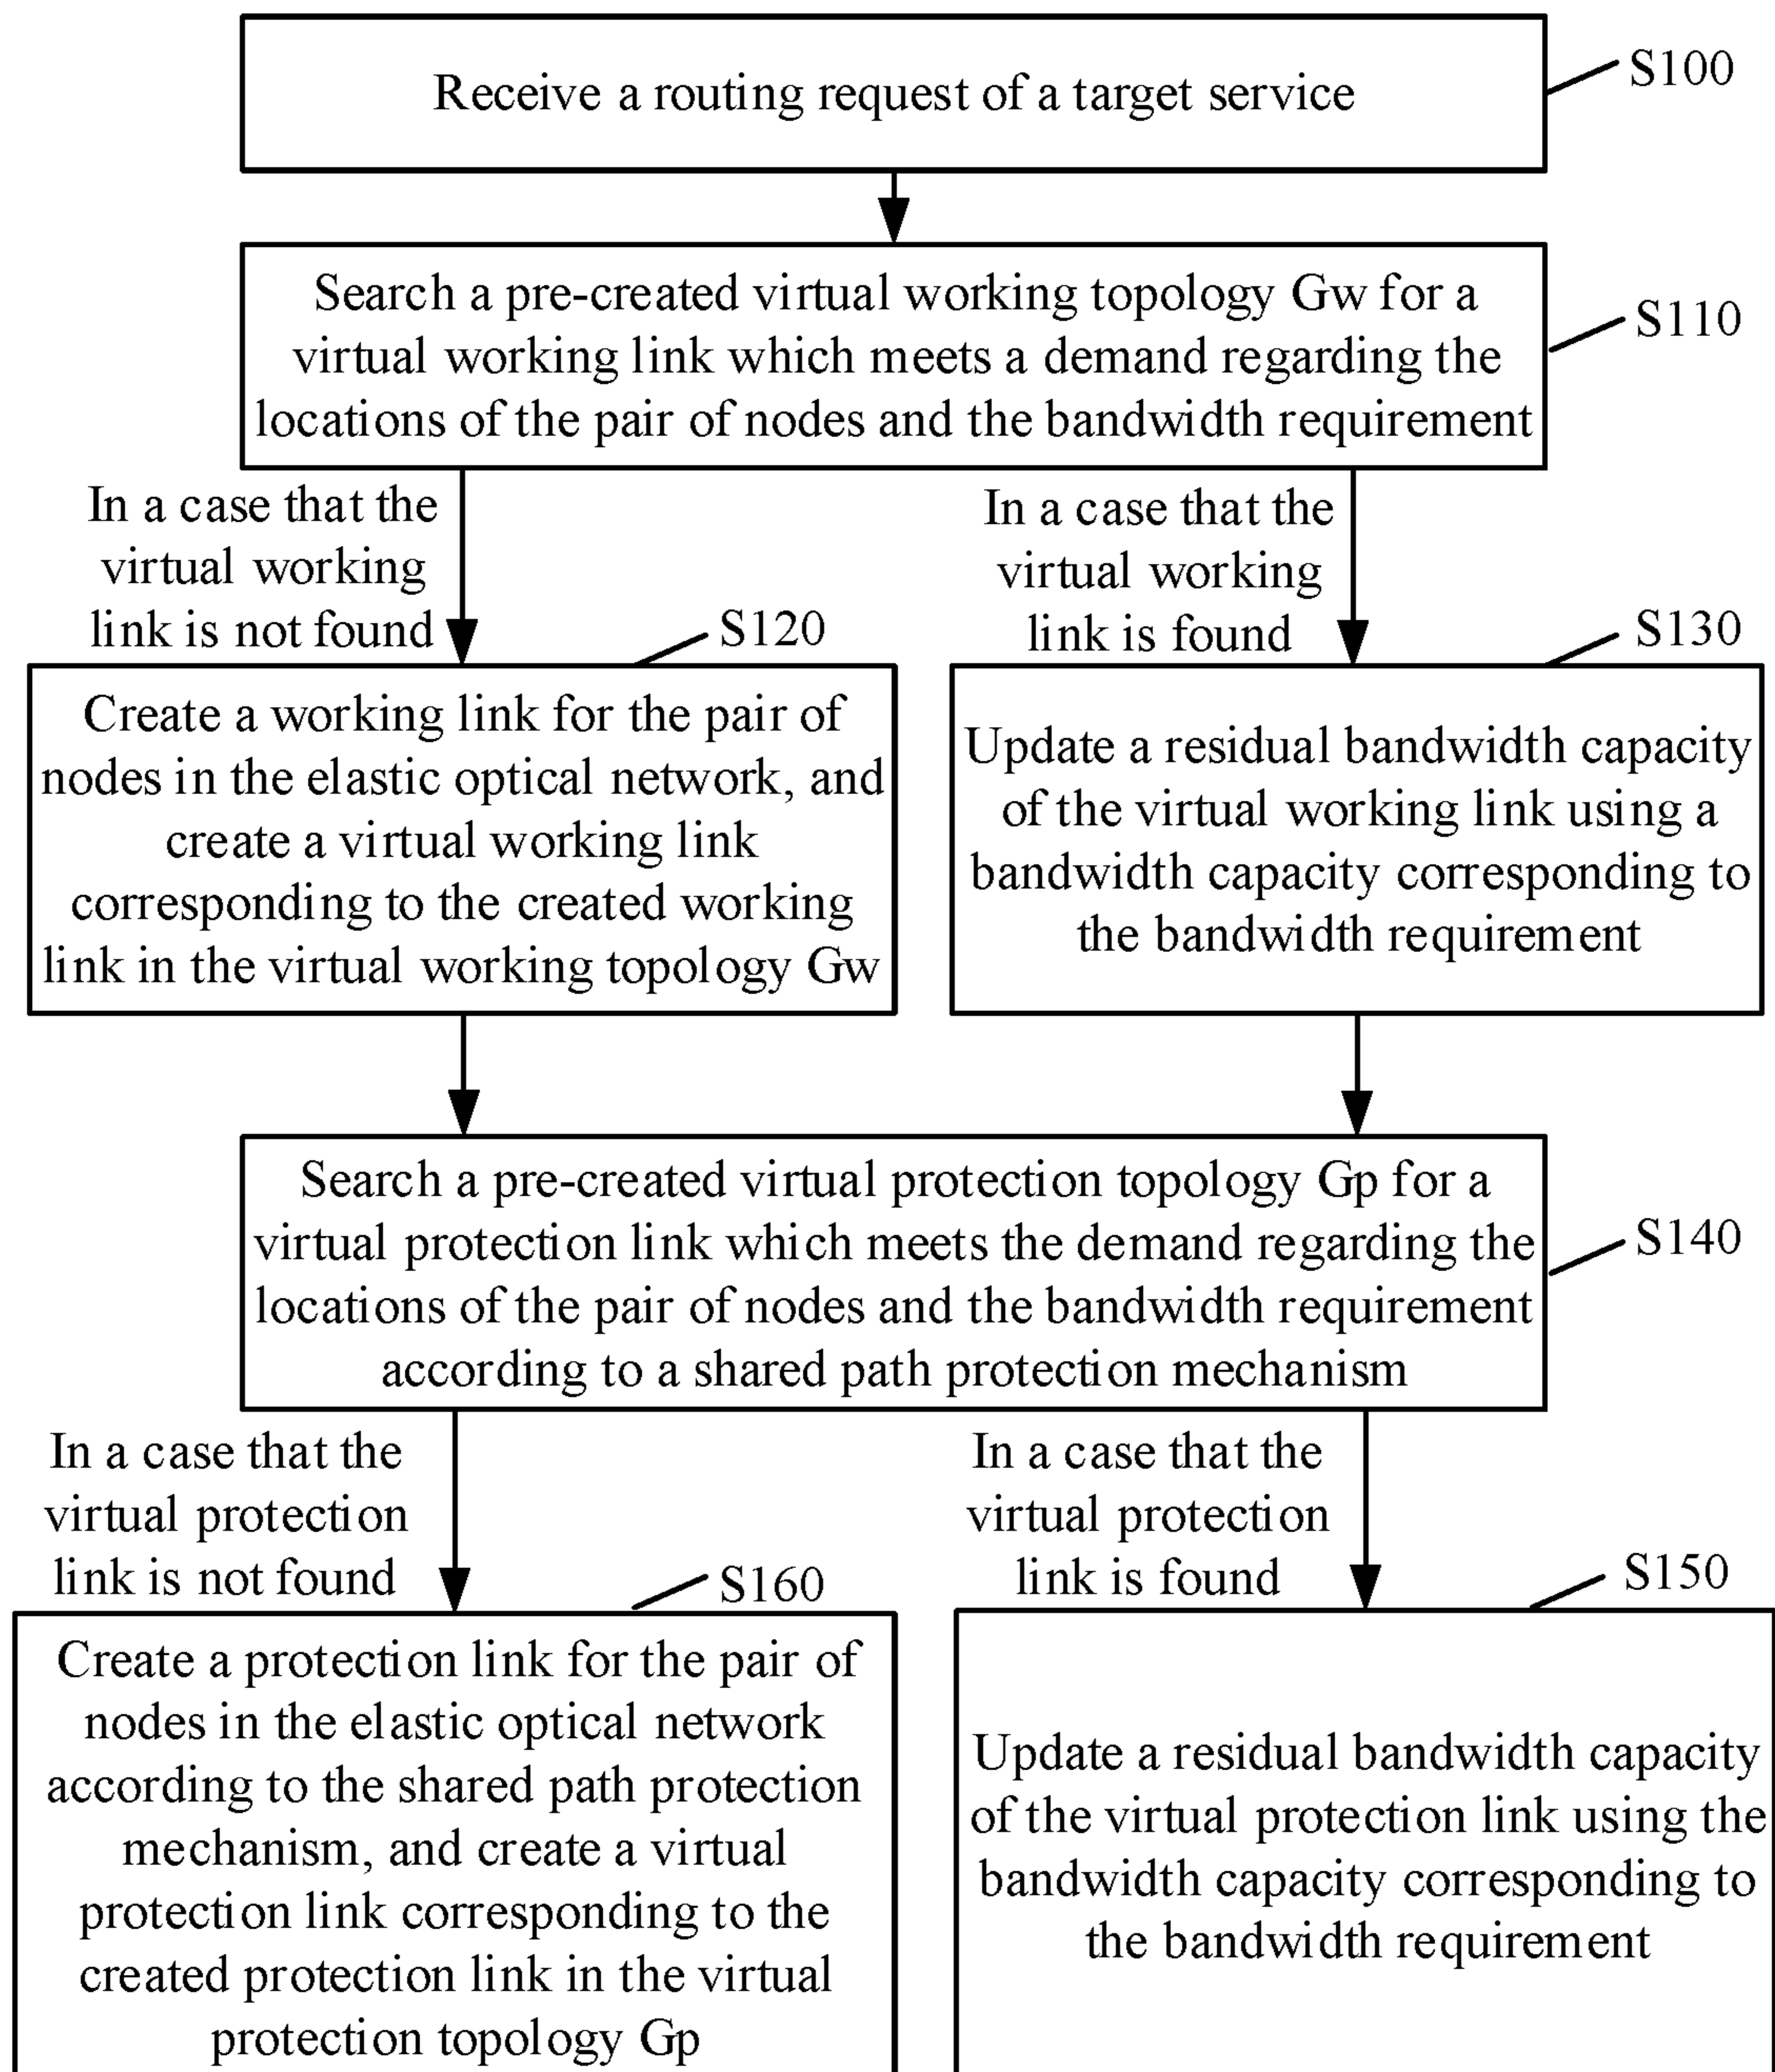 Receive a routing request of a target service
S100
Search a pre-created virtual working topology Gw for a
virtual working link which meets a demand regarding the
locations of the pair of nodes and the bandwidth requirement
S110
In a case that the
virtual working
link is not found
In a case that the
virtual working
link is found
S120
Create a working link for the pair of
nodes in the elastic optical network, and
create a virtual working link
corresponding to the created working
link in the virtual working topology Gw
S130
Update a residual bandwidth capacity
of the virtual working link using a
bandwidth capacity corresponding to
the bandwidth requirement
Search a pre-created virtual protection topology Gp for a
virtual protection link which meets the demand regarding the
locations of the pair of nodes and the bandwidth requirement
according to a shared path protection mechanism
S140
In a case that the
virtual protection
link is not found
In a case that the
virtual protection
link is found
S160
Create a protection link for the pair of
nodes in the elastic optical network
according to the shared path protection
mechanism, and create a virtual
protection link corresponding to the
created protection link in the virtual
protection topology Gp
S150
Update a residual bandwidth capacity
of the virtual protection link using the
bandwidth capacity corresponding to
the bandwidth requirement